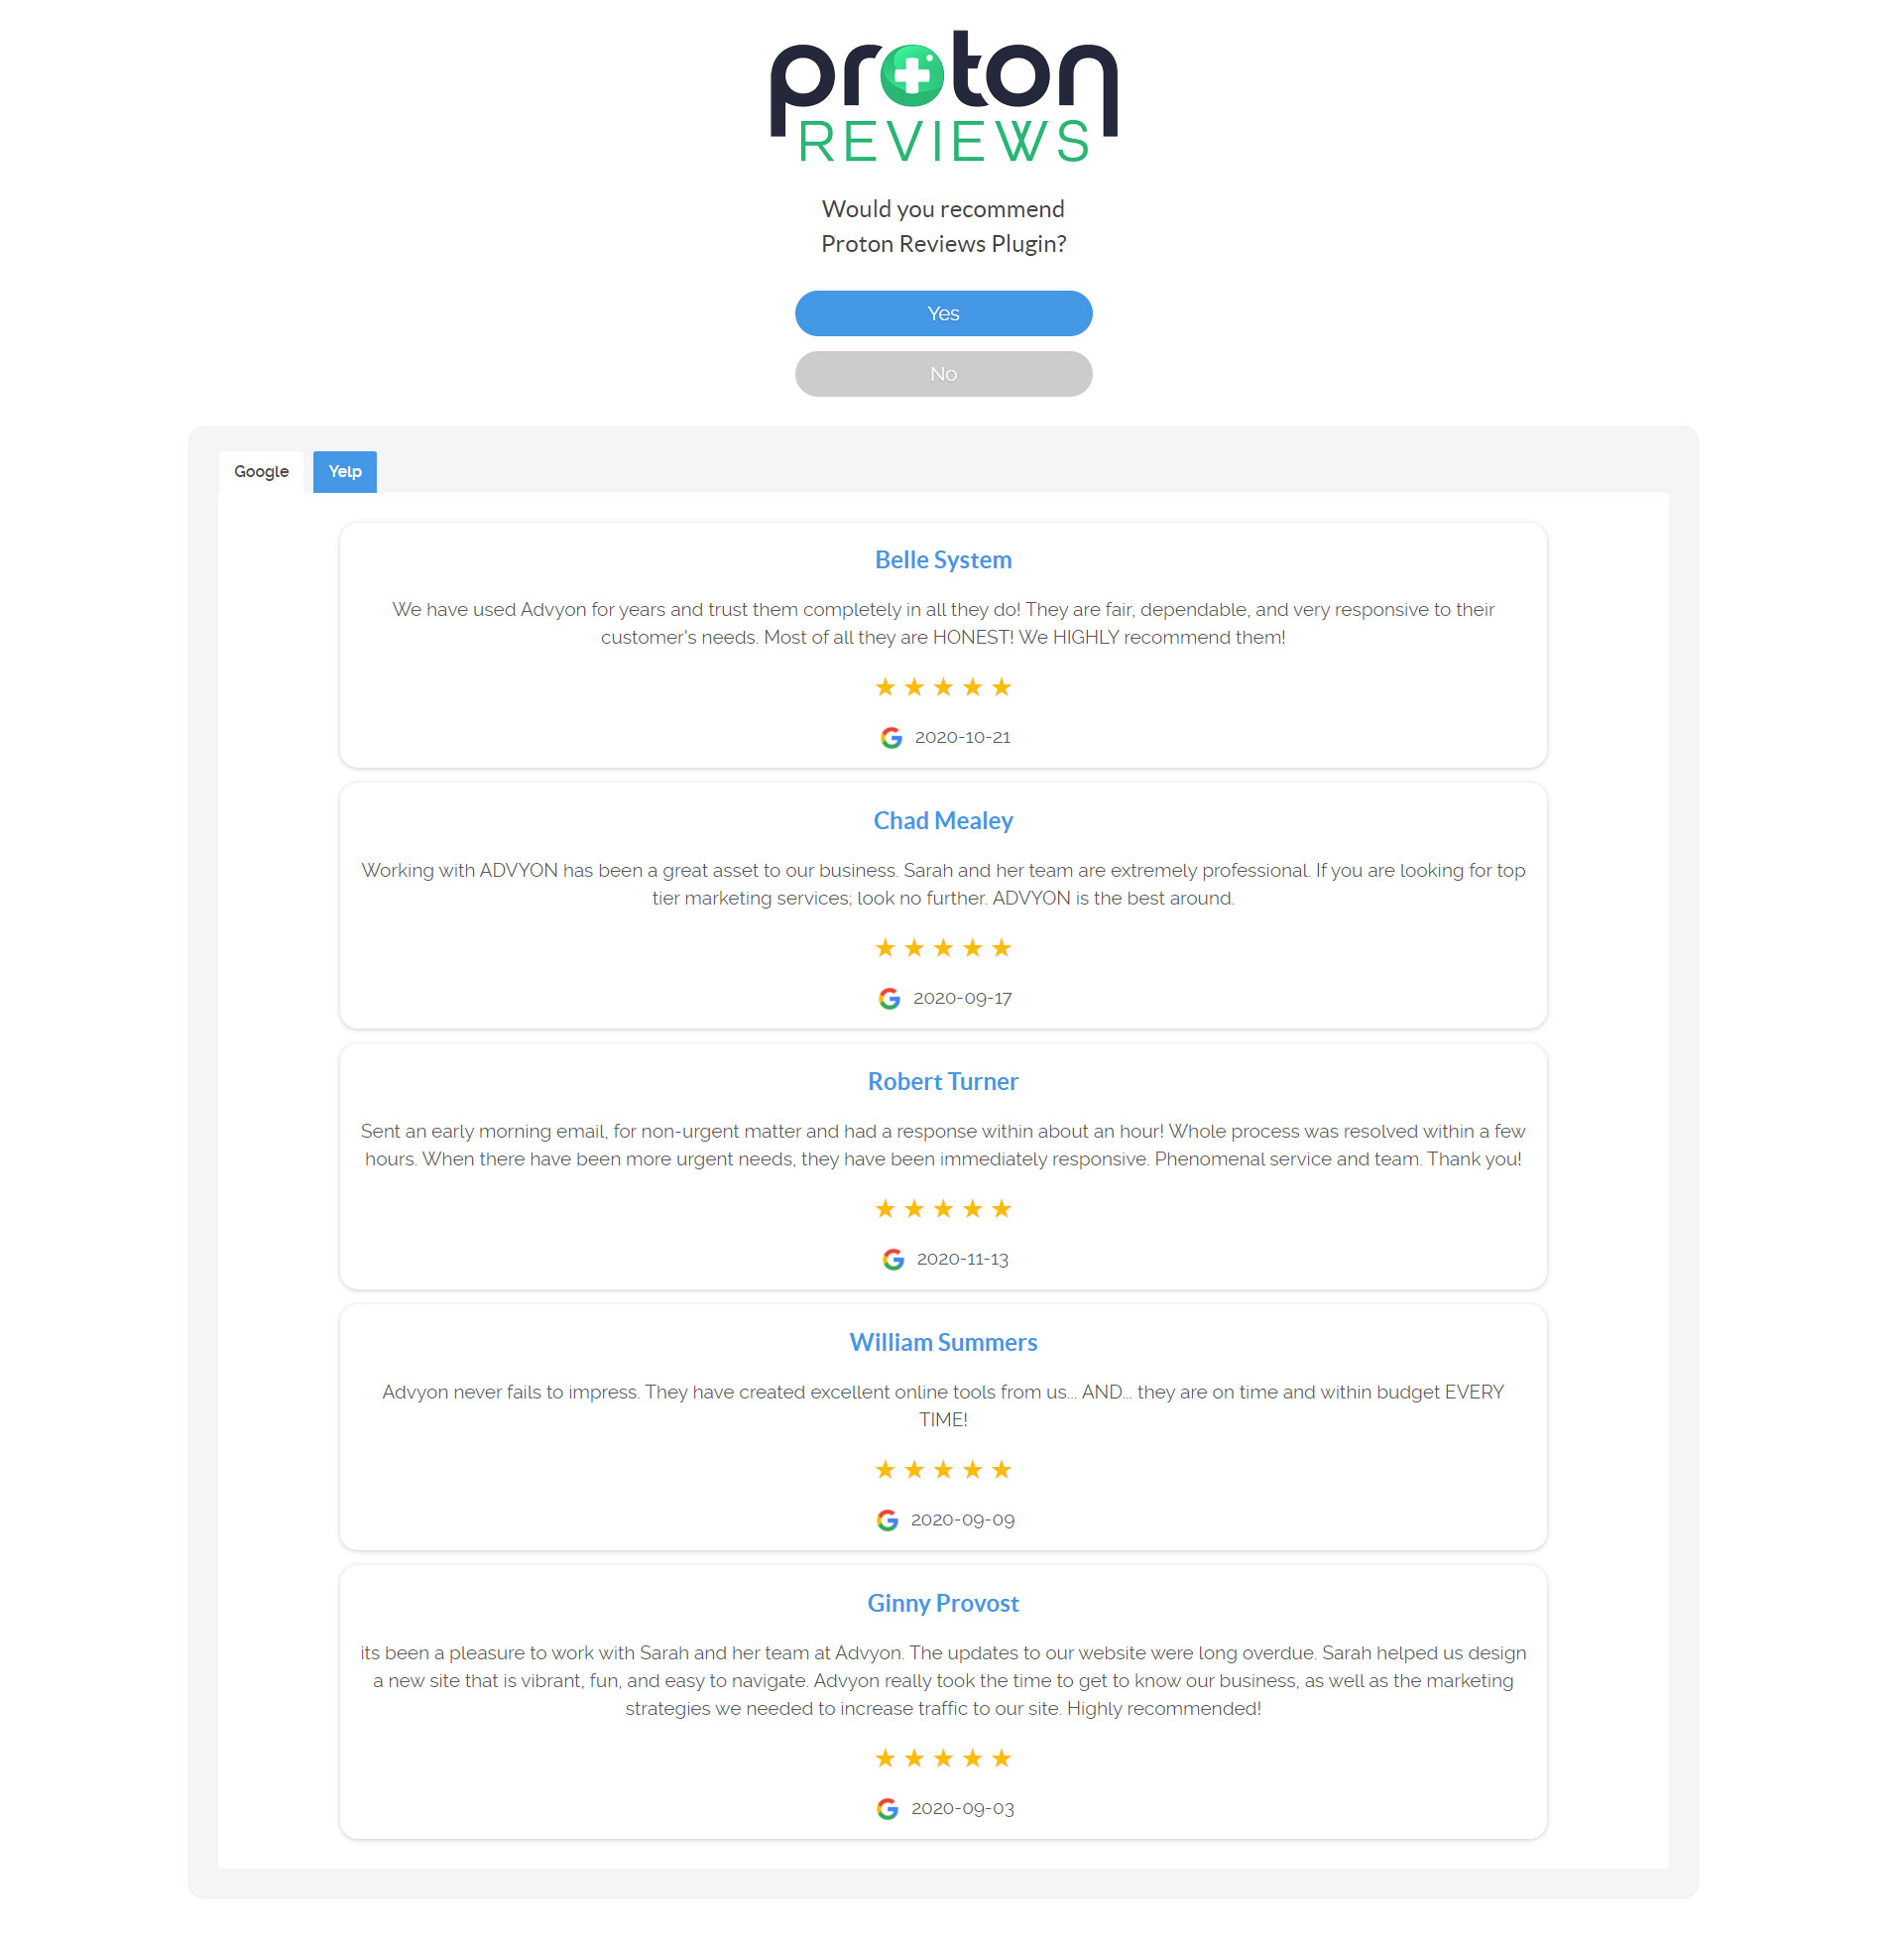 proton
REVIEWS
Would you recommend
Proton Reviews Plugin?
Yes
No
Google
Yelp
Belle System
We have used Advyon for years and trust them completely in all they do! They are fair, dependable, and very responsive to their
customer's needs. Most of all they are HONEST! We HIGHLY recommend them!
2020-10-21
Chad Mealey
Working with ADVYON has been a great asset to our business. Sarah and her team are extremely professional. If you are looking for top
tier marketing services; look no further. ADVYON is the best around.
2020-09-17
Robert Turner
Sent an early morning email, for non-urgent matter and had a response within about an hour! Whole process was resolved within a few
hours. When there have been more urgent needs, they have been immediately responsive. Phenomenal service and team. Thank you!
2020-11-13
William Summers
Advyon never fails to impress. They have created excellent online tools from us... AND... they are on time and within budget EVERY
TIME!
2020-09-09
Ginny Provost
its been a pleasure to work with Sarah and her team at Advyon. The updates to our website were long overdue. Sarah helped us design
a new site that is vibrant, fun, and easy to navigate. Advyon really took the time to get to know our business, as well as the marketing
strategies we needed to increase traffic to our site. Highly recommended!
2020-09-03